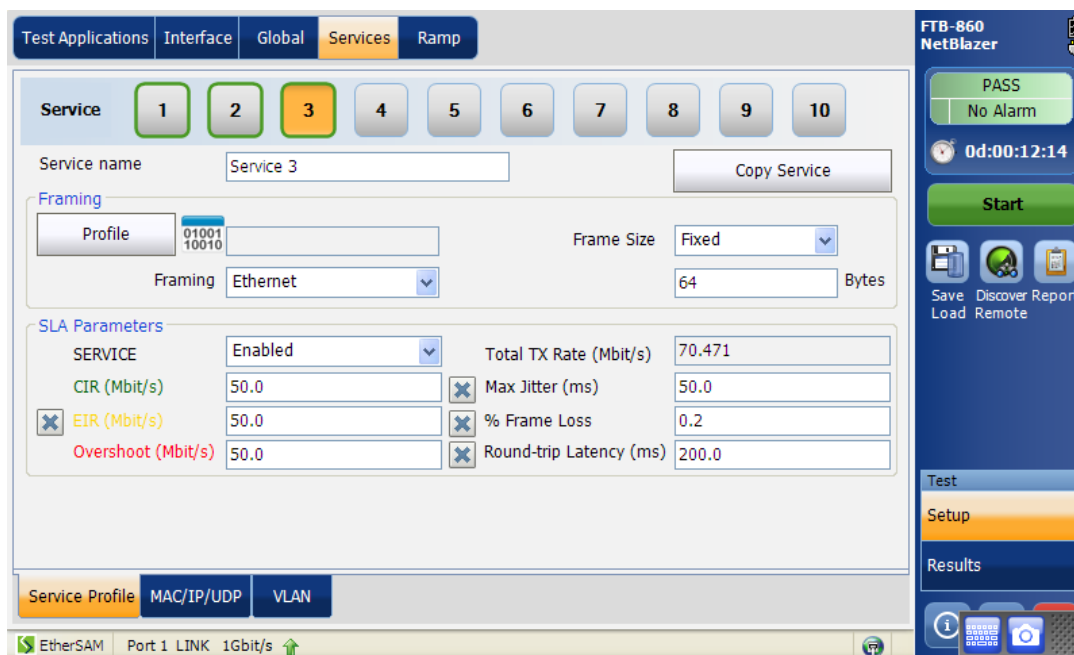 Test Applications Interface Global Services Ramp
Service 1 2 3 4 5 6 7 8 9 10
Service name Service 3 Copy Service
Framing
Profile 01001
10010
Frame Size Fixed
Framing Ethernet 64 Bytes
SLA Parameters
SERVICE Enabled Total TX Rate (Mbit/s) 70.471
CIR (Mbit/s) 50.0 Max Jitter (ms) 50.0
EIR (Mbit/s) 50.0 % Frame Loss 0.2
Overshoot (Mbit/s) 50.0 Round-trip Latency (ms) 200.0
Service Profile MAC/IP/UDP VLAN
EtherSAM Port 1 LINK 1Gbit/s
FTB-860
NetBlazer
PASS
No Alarm
0d:00:12:14
Start
Save Discover Repor
Load Remote
Test
Setup
Results